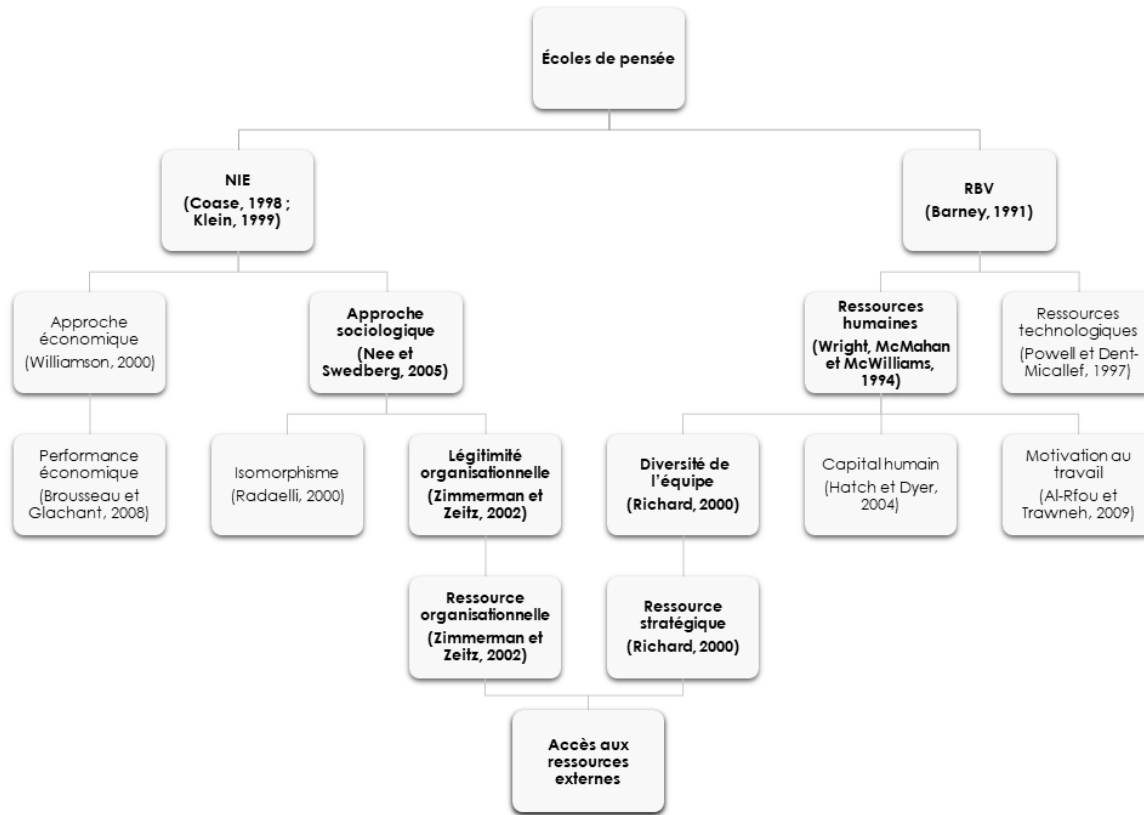 Écoles de pensée
NIE
(Coase, 1998 ;
Klein, 1999)
RBV
(Barney, 1991)
Approche
économique
(Williamson, 2000)
Approche
sociologique
(Nee et
Swedberg, 2005)
Ressources
humaines
(Wright, McMahan
et McWilliams,
1994)
Ressources
technologiques
(Powell et Dent-
Micallef, 1997)
Performance
économique
(Brousseau et
Glachant, 2008)
Isomorphisme
(Radaelli, 2000)
Légitimité
organisationnelle
(Zimmerman et
Zeitz, 2002)
Diversité de
l’équipe
(Richard, 2000)
Capital humain
(Hatch et Dyer,
2004)
Motivation au
travail
(Al-Rfou et
Trawneh, 2009)
Ressource
organisationnelle
(Zimmerman et
Zeitz, 2002)
Ressource
stratégique
(Richard, 2000)
Accès aux
ressources
externes